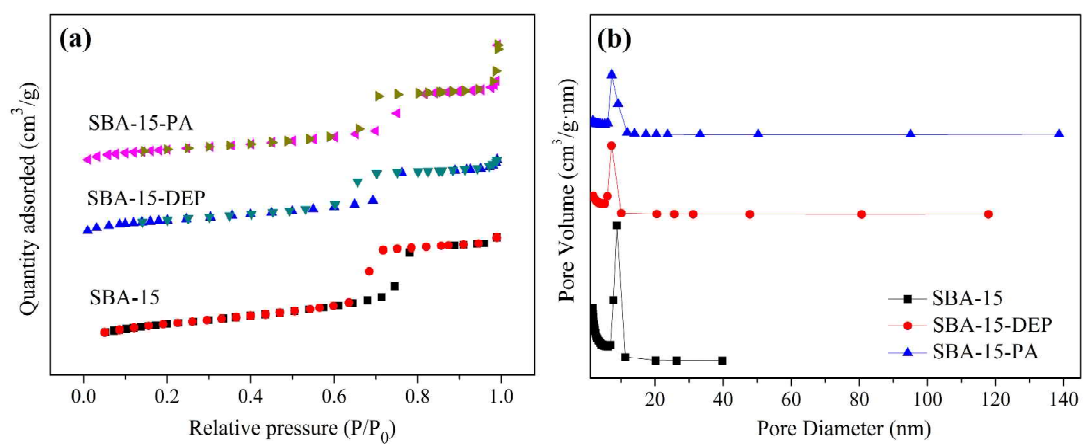 (a)
Quantity adsorded (cm³/g)
SBA-15-PA
SBA-15-DEP
SBA-15
0.0 0.2 0.4 0.6 0.8 1.0
Relative pressure (P/P₀)
(b)
Pore Volume (cm³/g·nm)
SBA-15
SBA-15-DEP
SBA-15-PA
20 40 60 80 100 120 140
Pore Diameter (nm)